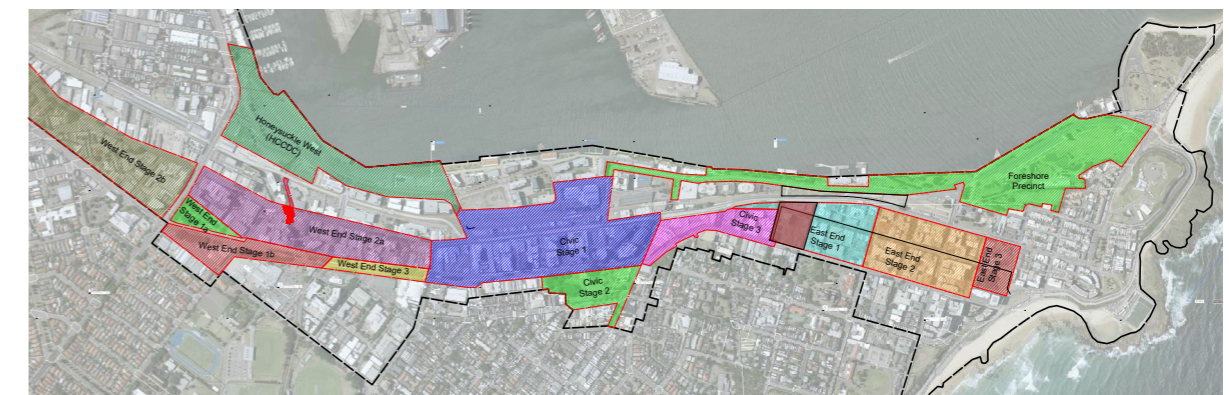 Honeysuckle West
(HCCDC)
West End Stage 2b
West End
Stage 1a
West End Stage 2a
West End Stage 1b
West End Stage 3
Civic
Stage 1
Civic
Stage 2
Civic
Stage 3
East End
Stage 1
East End
Stage 2
East End
Stage 3
Foreshore
Precinct